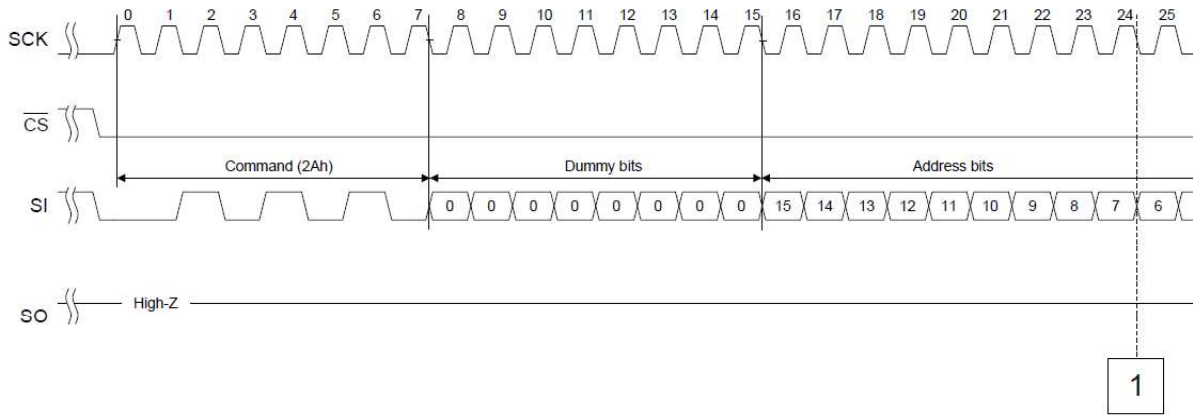 0 1 2 3 4 5 6 7 8 9 10 11 12 13 14 15 16 17 18 19 20 21 22 23 24 25
SCK
CS
Command (2Ah) Dummy bits Address bits
SI 0 0 0 0 0 0 0 0 15 14 13 12 11 10 9 8 7 6
High-Z
SO
1